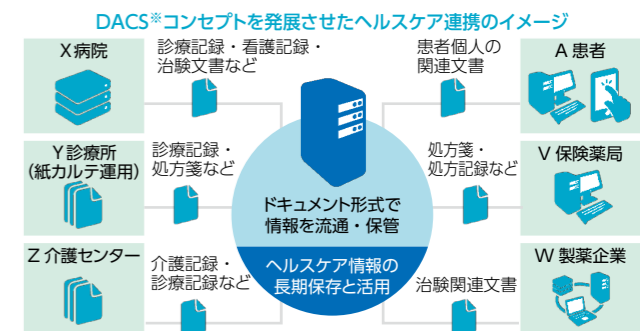 DACS※コンセプトを発展させたヘルスケア連携のイメージ
X病院
診療記録・看護記録・
治験文書など
患者個人の
関連文書
A 患者
Y診療所
(紙カルテ運用)
診療記録・
処方箋など
処方箋・
処方記録など
V 保険薬局
ドキュメント形式で
情報を流通・保管
Z 介護センター
介護記録・
診療記録など
ヘルスケア情報の
長期保存と活用
治験関連文書
W 製薬企業